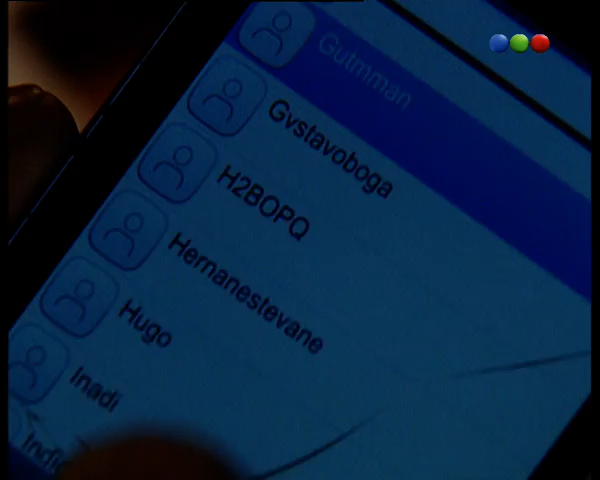 Gutmman
Gvstavoboga
H2BOPQ
Hernanestevane
Hugo
Inadi